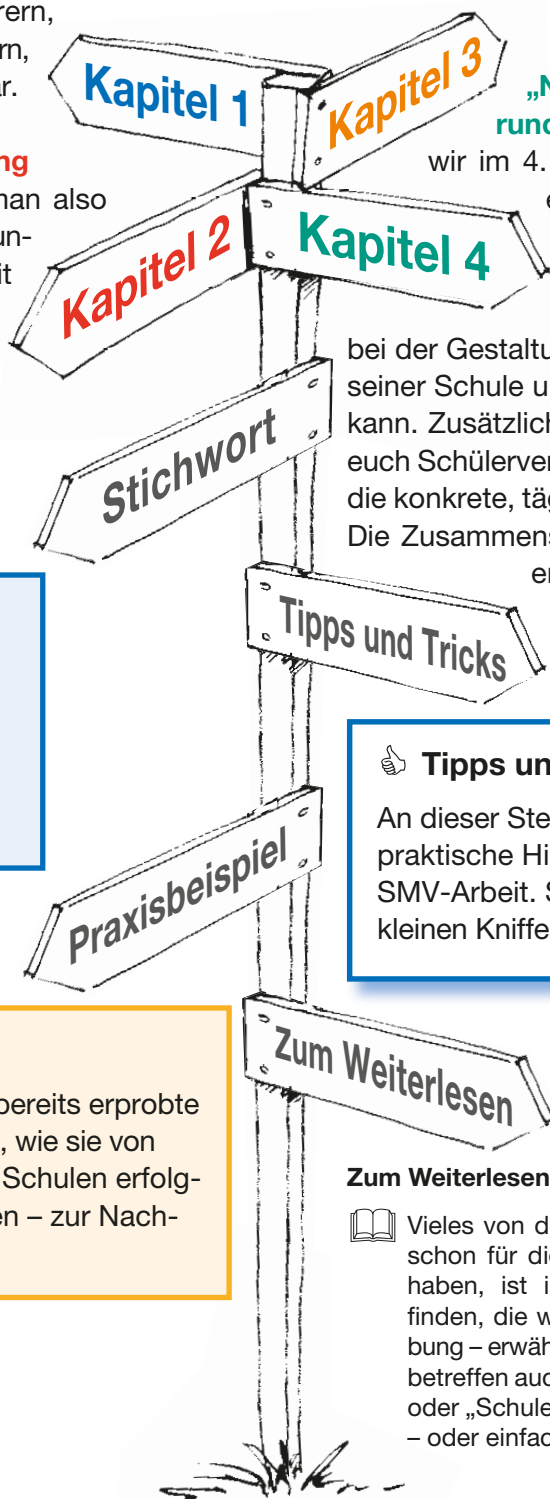 rern,
rn,
r.
ng
man also
un-
it
Kapitel 1
Kapitel 3
Kapitel 2
Kapitel 4
„N
rund
wir im 4.
e
bei der Gestaltu
seiner Schule u
kann. Zusätzlich
euch Schülerver
die konkrete, täg
Die Zusammens
er
Stichwort
Tipps und Tricks
Tipps un
An dieser Ste
praktische Hi
SMV-Arbeit. S
kleinen Kniffe
Praxisbeispiel
Zum Weiterlesen
bereits erprobte
, wie sie von
Schulen erfolg-
en – zur Nach-
Zum Weiterlesen
Vieles von d
schon für die
haben, ist i
finden, die w
bung – erwäh
betreffen auc
oder „Schule
– oder einfac